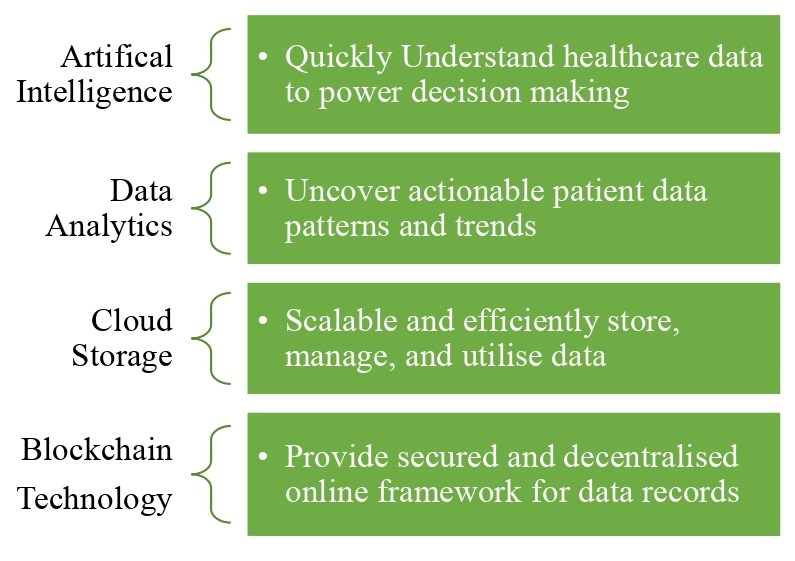 Artifical
Intelligence
• Quickly Understand healthcare data
to power decision making
Data
Analytics
• Uncover actionable patient data
patterns and trends
Cloud
Storage
• Scalable and efficiently store,
manage, and utilise data
Blockchain
Technology
• Provide secured and decentralised
online framework for data records